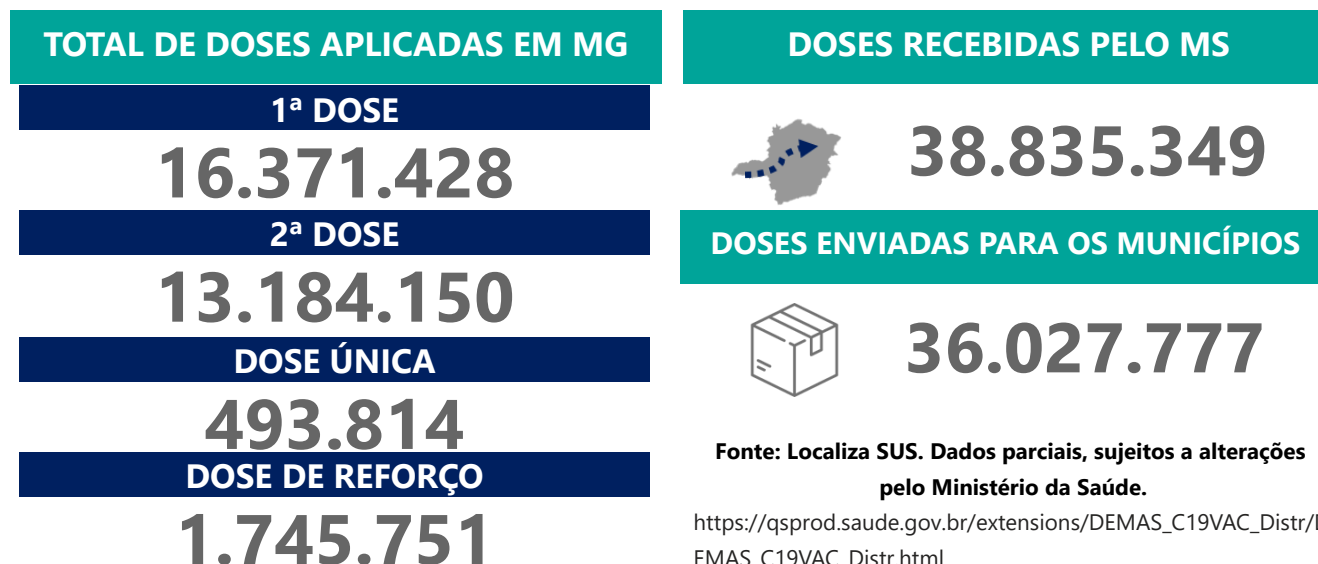 TOTAL DE DOSES APLICADAS EM MG
1ª DOSE
16.371.428
2ª DOSE
13.184.150
DOSE ÚNICA
493.814
DOSE DE REFORÇO
1.745.751
DOSES RECEBIDAS PELO MS
38.835.349
DOSES ENVIADAS PARA OS MUNICÍPIOS
36.027.777
Fonte: Localiza SUS. Dados parciais, sujeitos a alterações
pelo Ministério da Saúde.
https://qsprod.saude.gov.br/extensions/DEMAS_C19VAC_Distr/D
EMAS_C19VAC_Distr.html